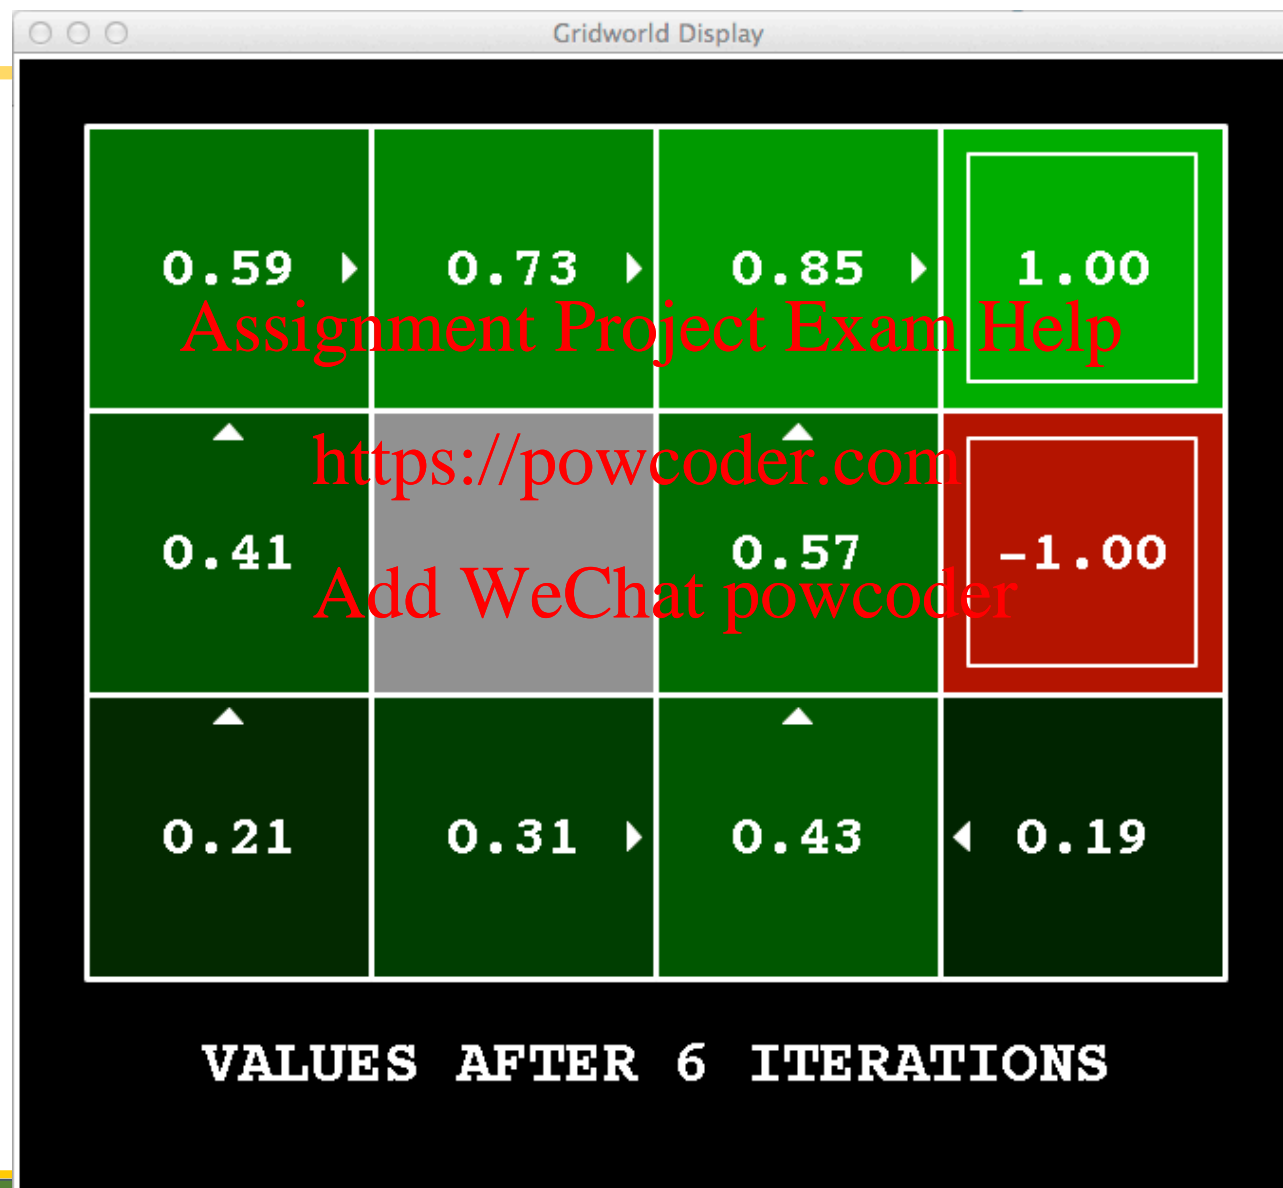 Gridworld Display
0.59 0.73 0.85 1.00
Assignment Project Exam Help
https://powcoder.com
0.41 0.57 -1.00
Add WeChat powcoder
0.21 0.31 0.43 0.19
VALUES AFTER 6 ITERATIONS